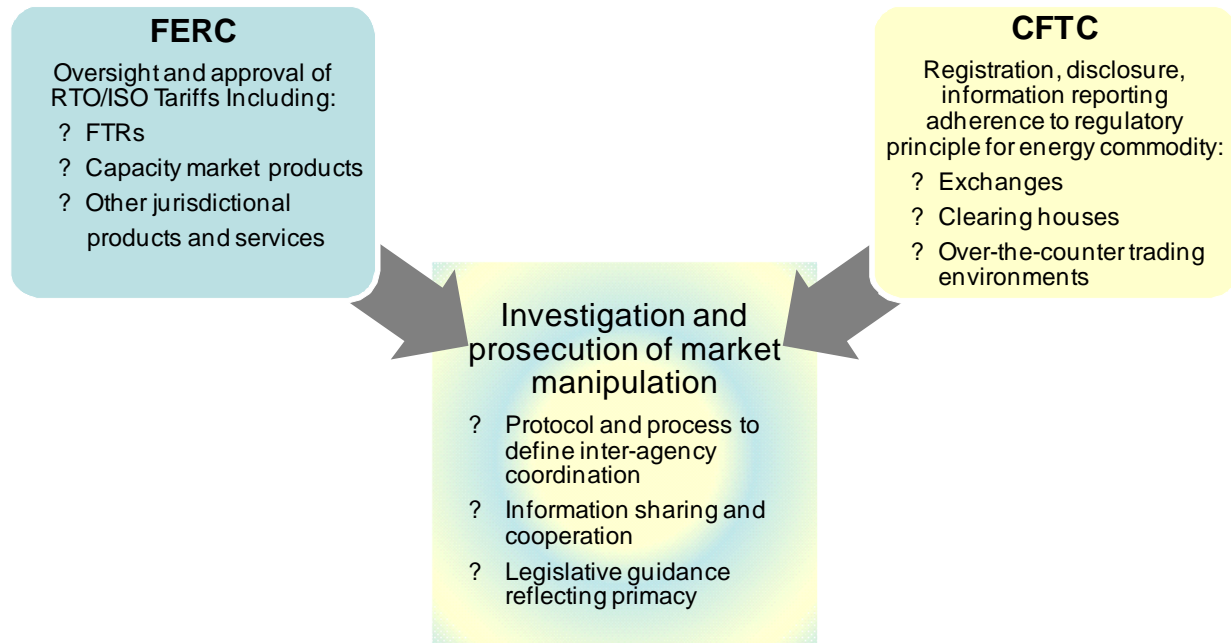 FERC
Oversight and approval of
RTO/ISO Tariffs Including:
? FTRs
? Capacity market products
? Other jurisdictional
products and services
CFTC
Registration, disclosure,
information reporting
adherence to regulatory
principle for energy commodity:
? Exchanges
? Clearing houses
? Over-the-counter trading
environments
Investigation and
prosecution of market
manipulation
? Protocol and process to
define inter-agency
coordination
? Information sharing and
cooperation
? Legislative guidance
reflecting primacy